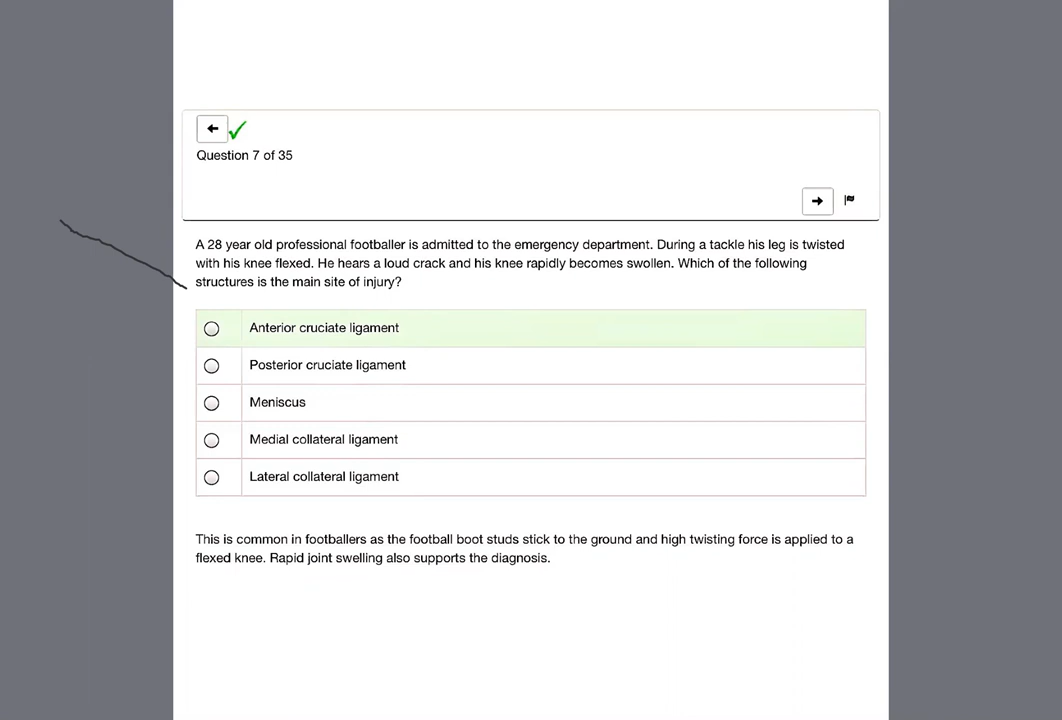 Question 7 of 35
A 28 year old professional footballer is admitted to the emergency department. During a tackle his leg is twisted
with his knee flexed. He hears a loud crack and his knee rapidly becomes swollen. Which of the following
structures is the main site of injury?
Anterior cruciate ligament
Posterior cruciate ligament
Meniscus
Medial collateral ligament
Lateral collateral ligament
This is common in footballers as the football boot studs stick to the ground and high twisting force is applied to a
flexed knee. Rapid joint swelling also supports the diagnosis.